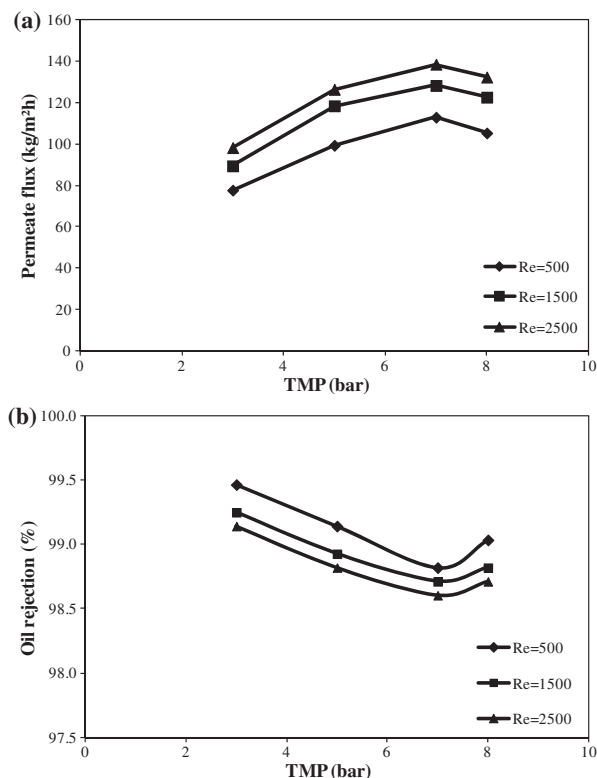 (a)
160
140
120
100
80
60
40
20
0
Permeate flux (kg/m²h)
Re=500
Re=1500
Re=2500
0 2 4 6 8 10
TMP (bar)
(b)
100.0
99.5
99.0
98.5
98.0
97.5
Oil rejection (%)
Re=500
Re=1500
Re=2500
0 2 4 6 8 10
TMP (bar)